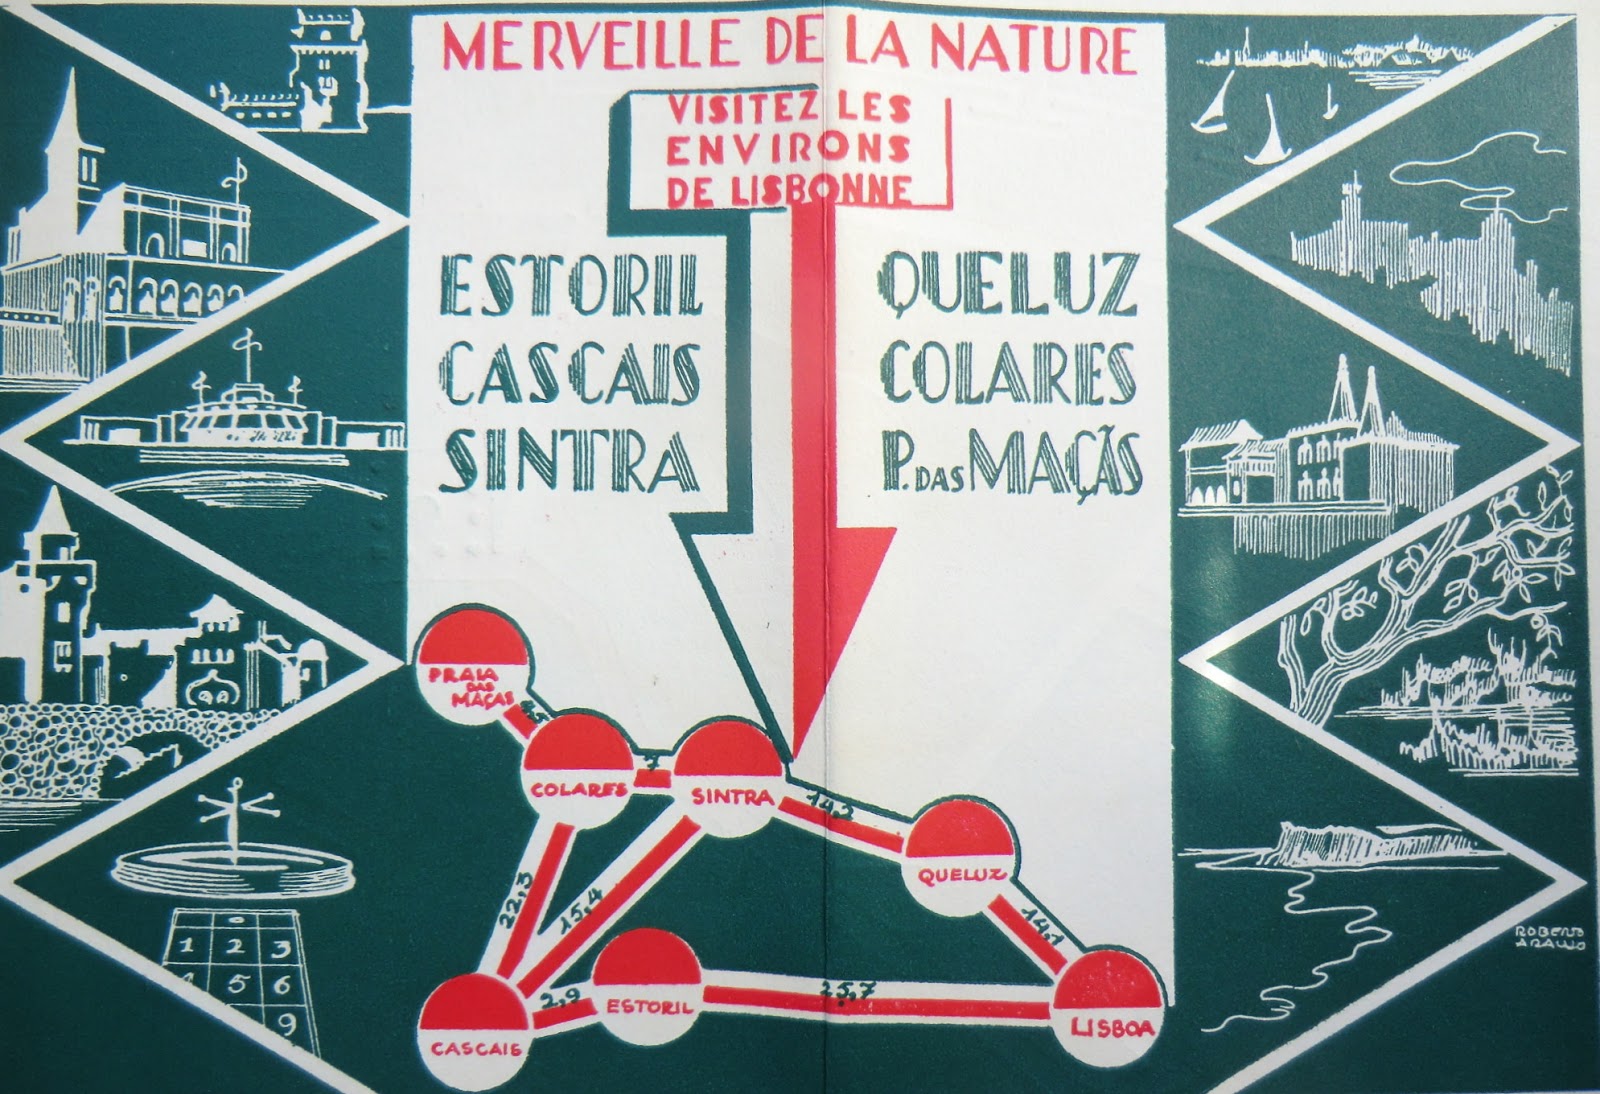 MERVEILLE DE LA NATURE
VISITEZ LES
ENVIRONS
DE LISBONNE
ESTORIL
CASCAIS
SINTRA
QUELUZ
COLARES
P. DAS MAÇÃS
PRAIA
DAS
MAÇAS
COLARES
7
SINTRA
14,2
QUELUZ
14,1
LISBOA
22,3
15,4
CASCAIS
2,9
ESTORIL
25,7
1 2 3
5 6
9
ROBERTO
ARAUJO